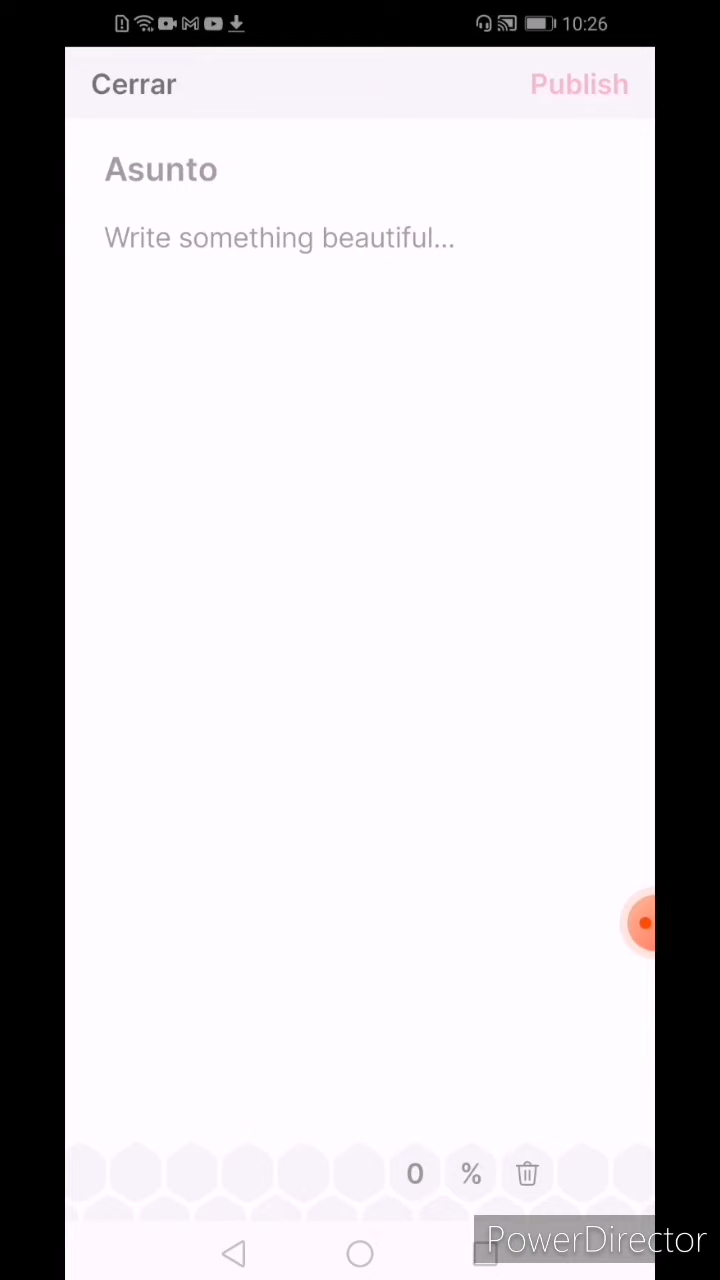 10:26
Cerrar
Publish
Asunto
Write something beautiful...
0
%
PowerDirector